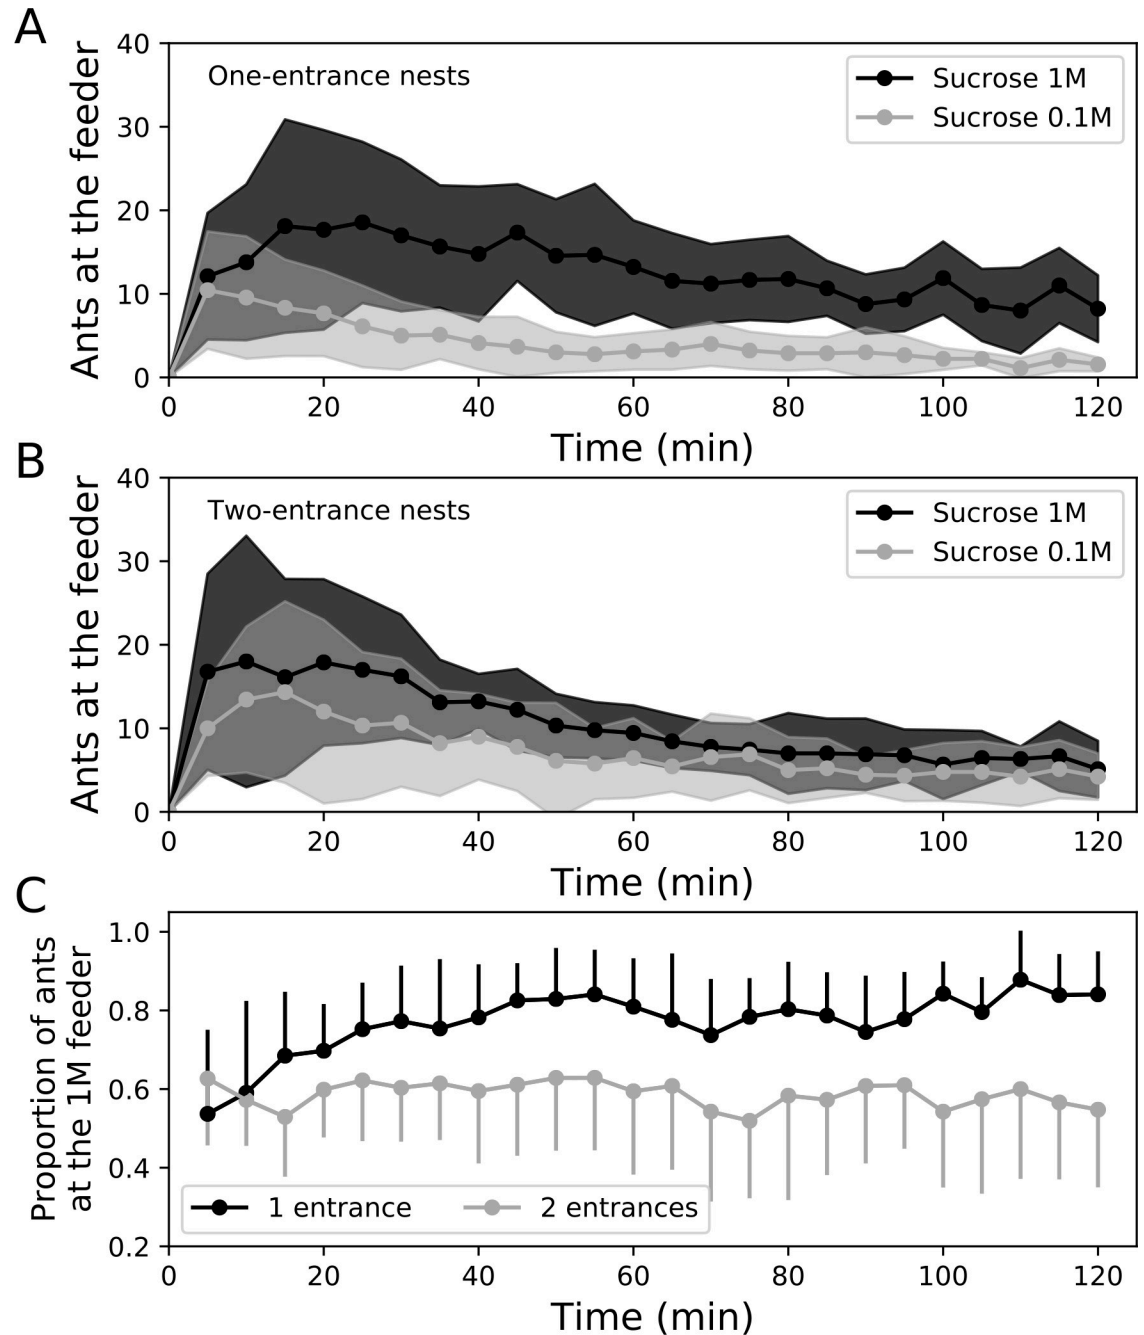 A
Ants at the feeder
40
30
20
10
0
One-entrance nests
Sucrose 1M
Sucrose 0.1M
0 20 40 60 80 100 120
Time (min)
B
Ants at the feeder
40
30
20
10
0
Two-entrance nests
Sucrose 1M
Sucrose 0.1M
0 20 40 60 80 100 120
Time (min)
C
Proportion of ants
at the 1M feeder
1.0
0.8
0.6
0.4
0.2
1 entrance 2 entrances
0 20 40 60 80 100 120
Time (min)